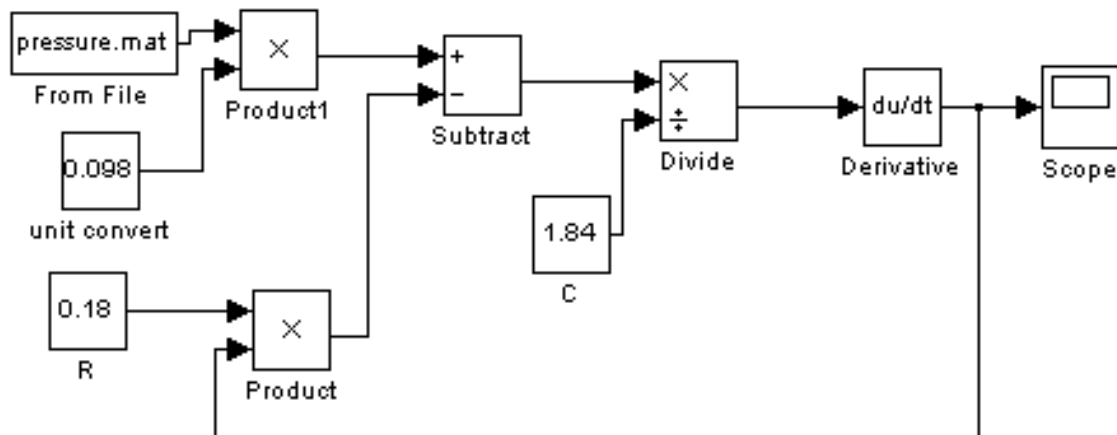 pressure.mat
From File
×
Product1
0.098
unit convert
+
−
Subtract
×
÷
Divide
du/dt
Derivative
Scope
1.84
C
0.18
R
×
Product